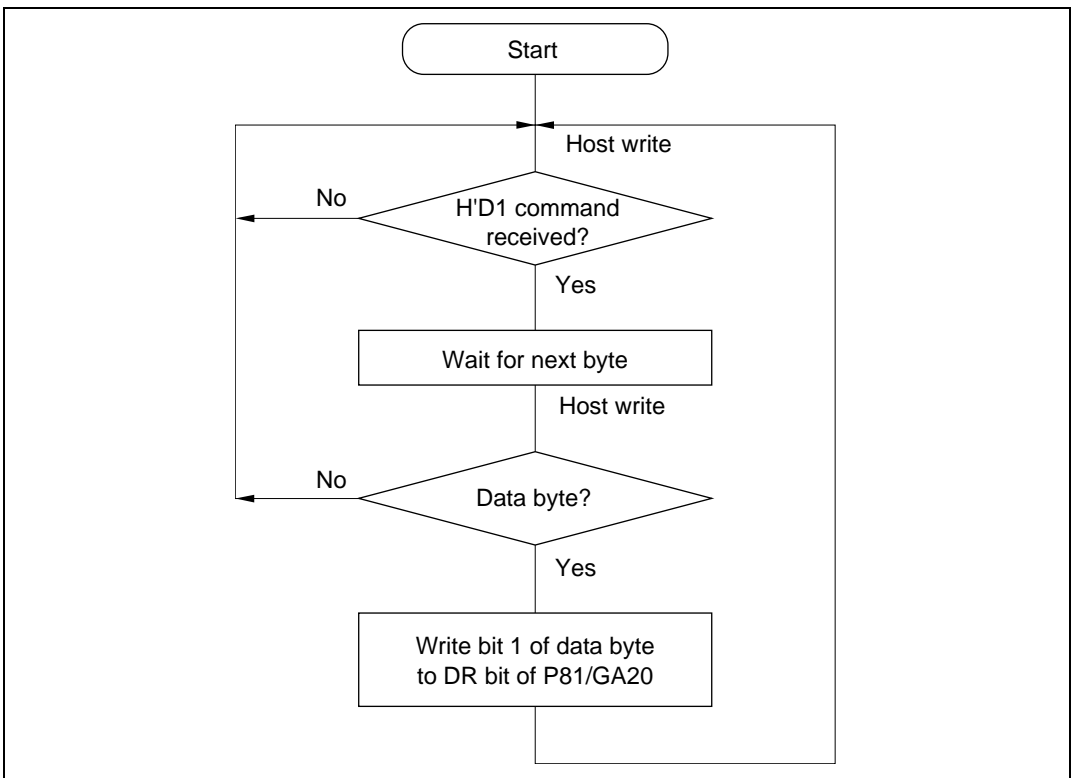 Start
Host write
No
H'D1 command
received?
Yes
Wait for next byte
Host write
No
Data byte?
Yes
Write bit 1 of data byte
to DR bit of P81/GA20